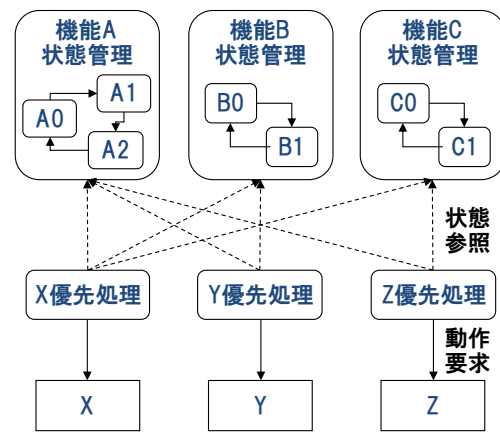 機能A
状態管理
機能B
状態管理
機能C
状態管理
A0
A1
A2
B0
B1
C0
C1
状態
参照
X優先処理
Y優先処理
Z優先処理
動作
要求
X
Y
Z